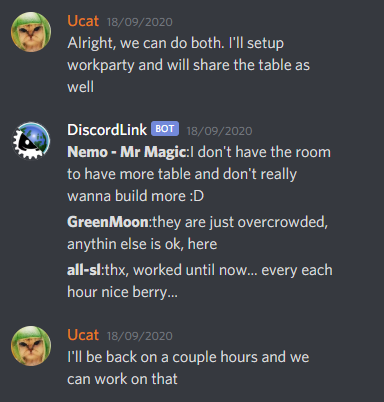 Ucat 18/09/2020
Alright, we can do both. I'll setup
workparty and will share the table as
well
DiscordLink BOT 18/09/2020
Nemo - Mr Magic:I don't have the room
to have more table and don't really
wanna build more :D
GreenMoon:they are just overcrowded,
anythin else is ok, here
all-sl:thx, worked until now... every each
hour nice berry...
Ucat 18/09/2020
I'll be back on a couple hours and we
can work on that